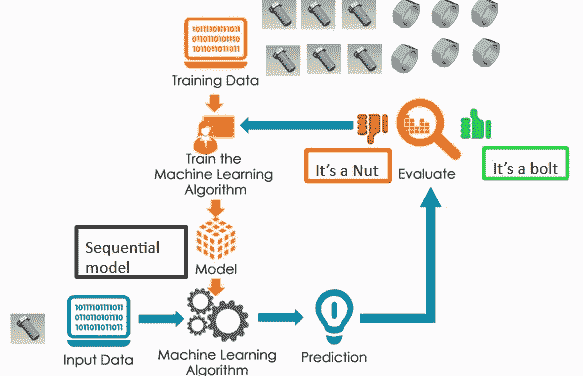 Training Data
Train the
Machine Learning
Algorithm
It's a Nut
Evaluate
It's a bolt
Sequential
model
Model
Input Data
Machine Learning
Algorithm
Prediction